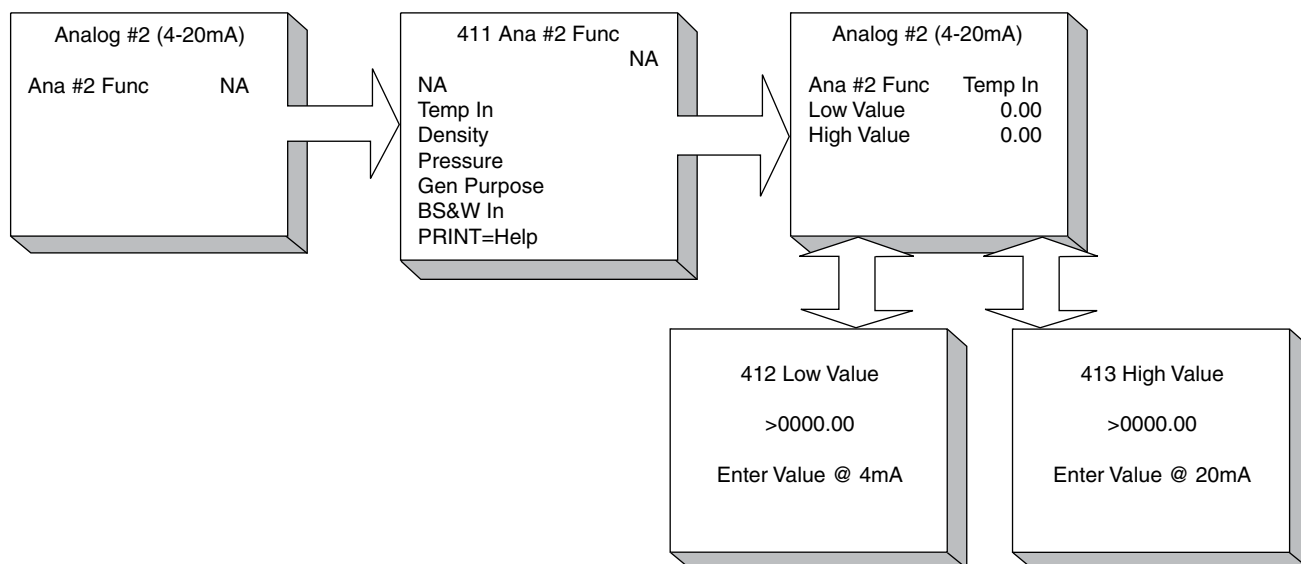 Analog #2 (4-20mA)
Ana #2 Func NA
411 Ana #2 Func
NA
NA
Temp In
Density
Pressure
Gen Purpose
BS&W In
PRINT=Help
Analog #2 (4-20mA)
Ana #2 Func Temp In
Low Value 0.00
High Value 0.00
412 Low Value
>0000.00
Enter Value @ 4mA
413 High Value
>0000.00
Enter Value @ 20mA